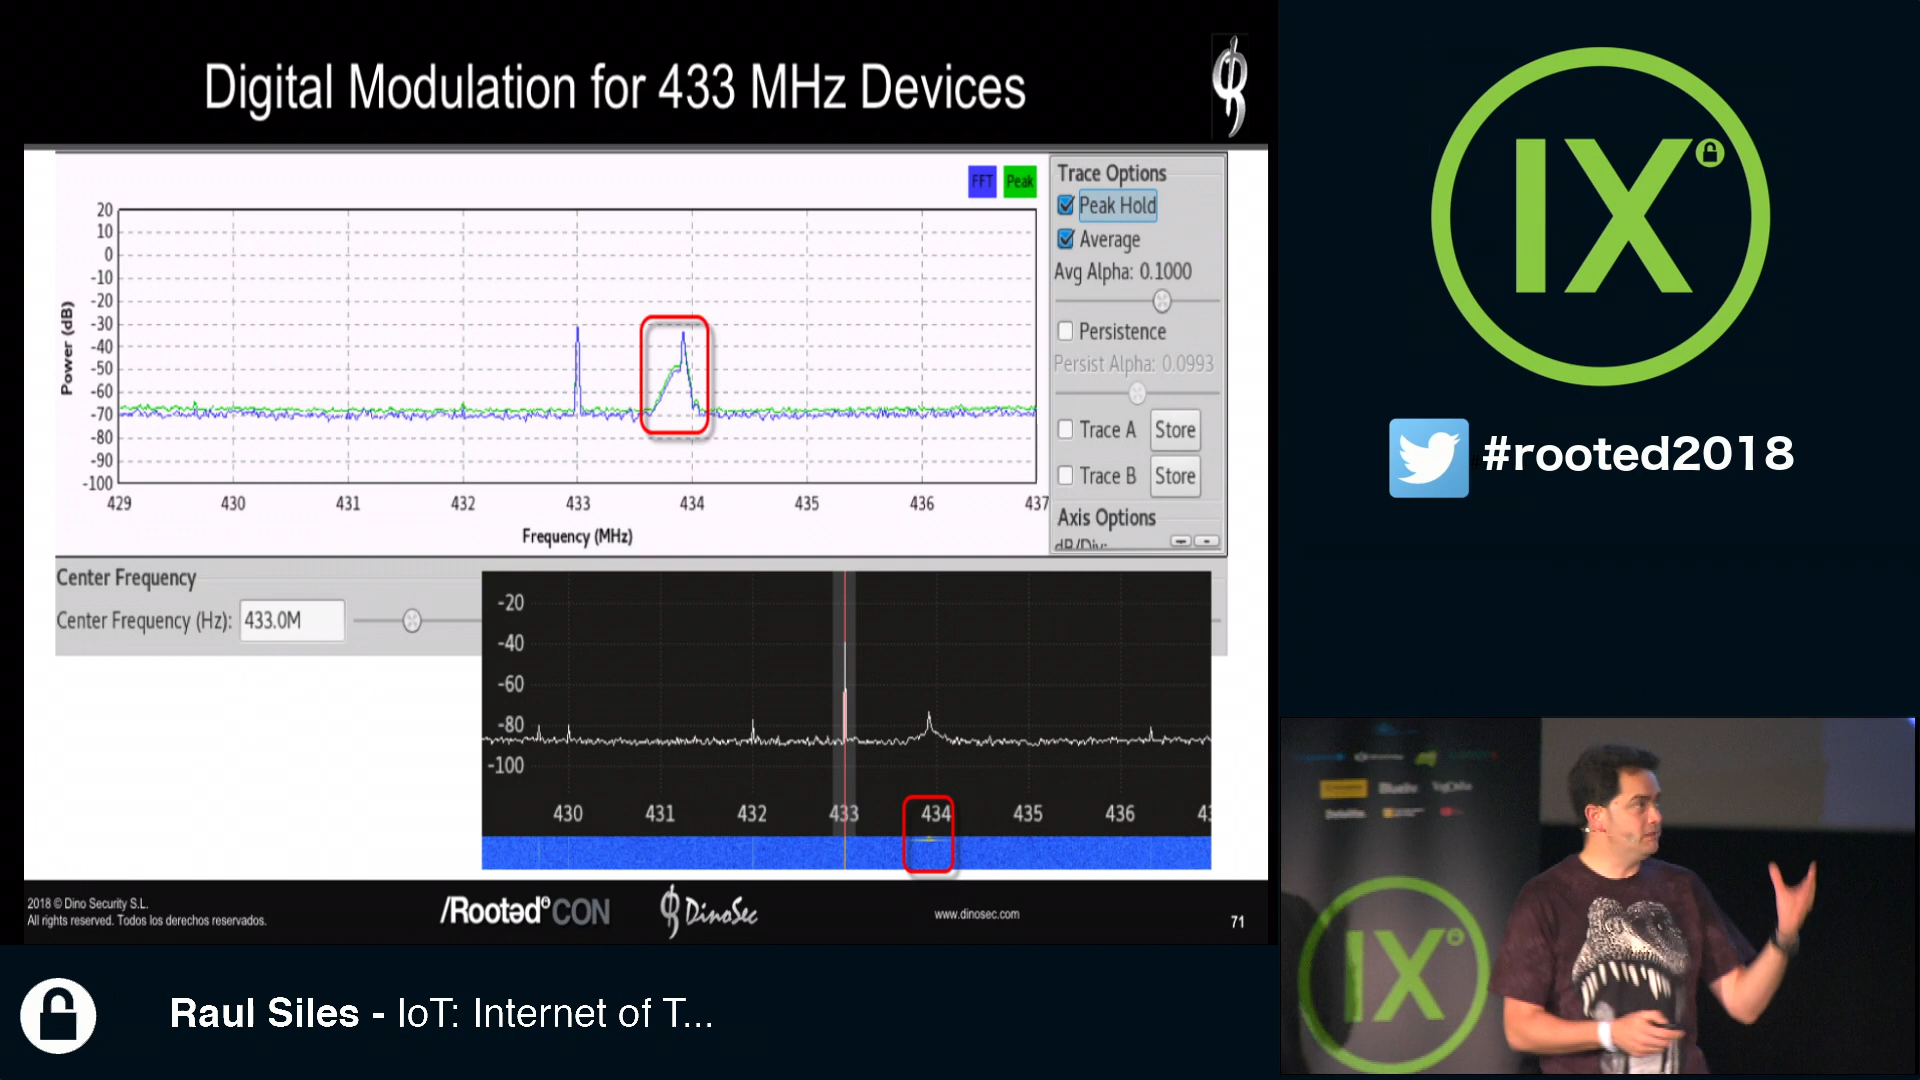 Digital Modulation for 433 MHz Devices
FFT Peak
Trace Options
Peak Hold
Average
Avg Alpha: 0.1000
Persistence
Persist Alpha: 0.0993
Trace A Store
Trace B Store
Axis Options
dB/Div:
20
10
0
-10
-20
-30
-40
-50
-60
-70
-80
-90
-100
Power (dB)
429 430 431 432 433 434 435 436 437
Frequency (MHz)
Center Frequency
Center Frequency (Hz): 433.0M
-20
-40
-60
-80
-100
430 431 432 433 434 435 436 43
2018 © Dino Security S.L.
All rights reserved. Todos los derechos reservados.
/Rooted CON
DinoSec
www.dinosec.com
71
IX
#rooted2018
IX
Raul Siles - IoT: Internet of T...